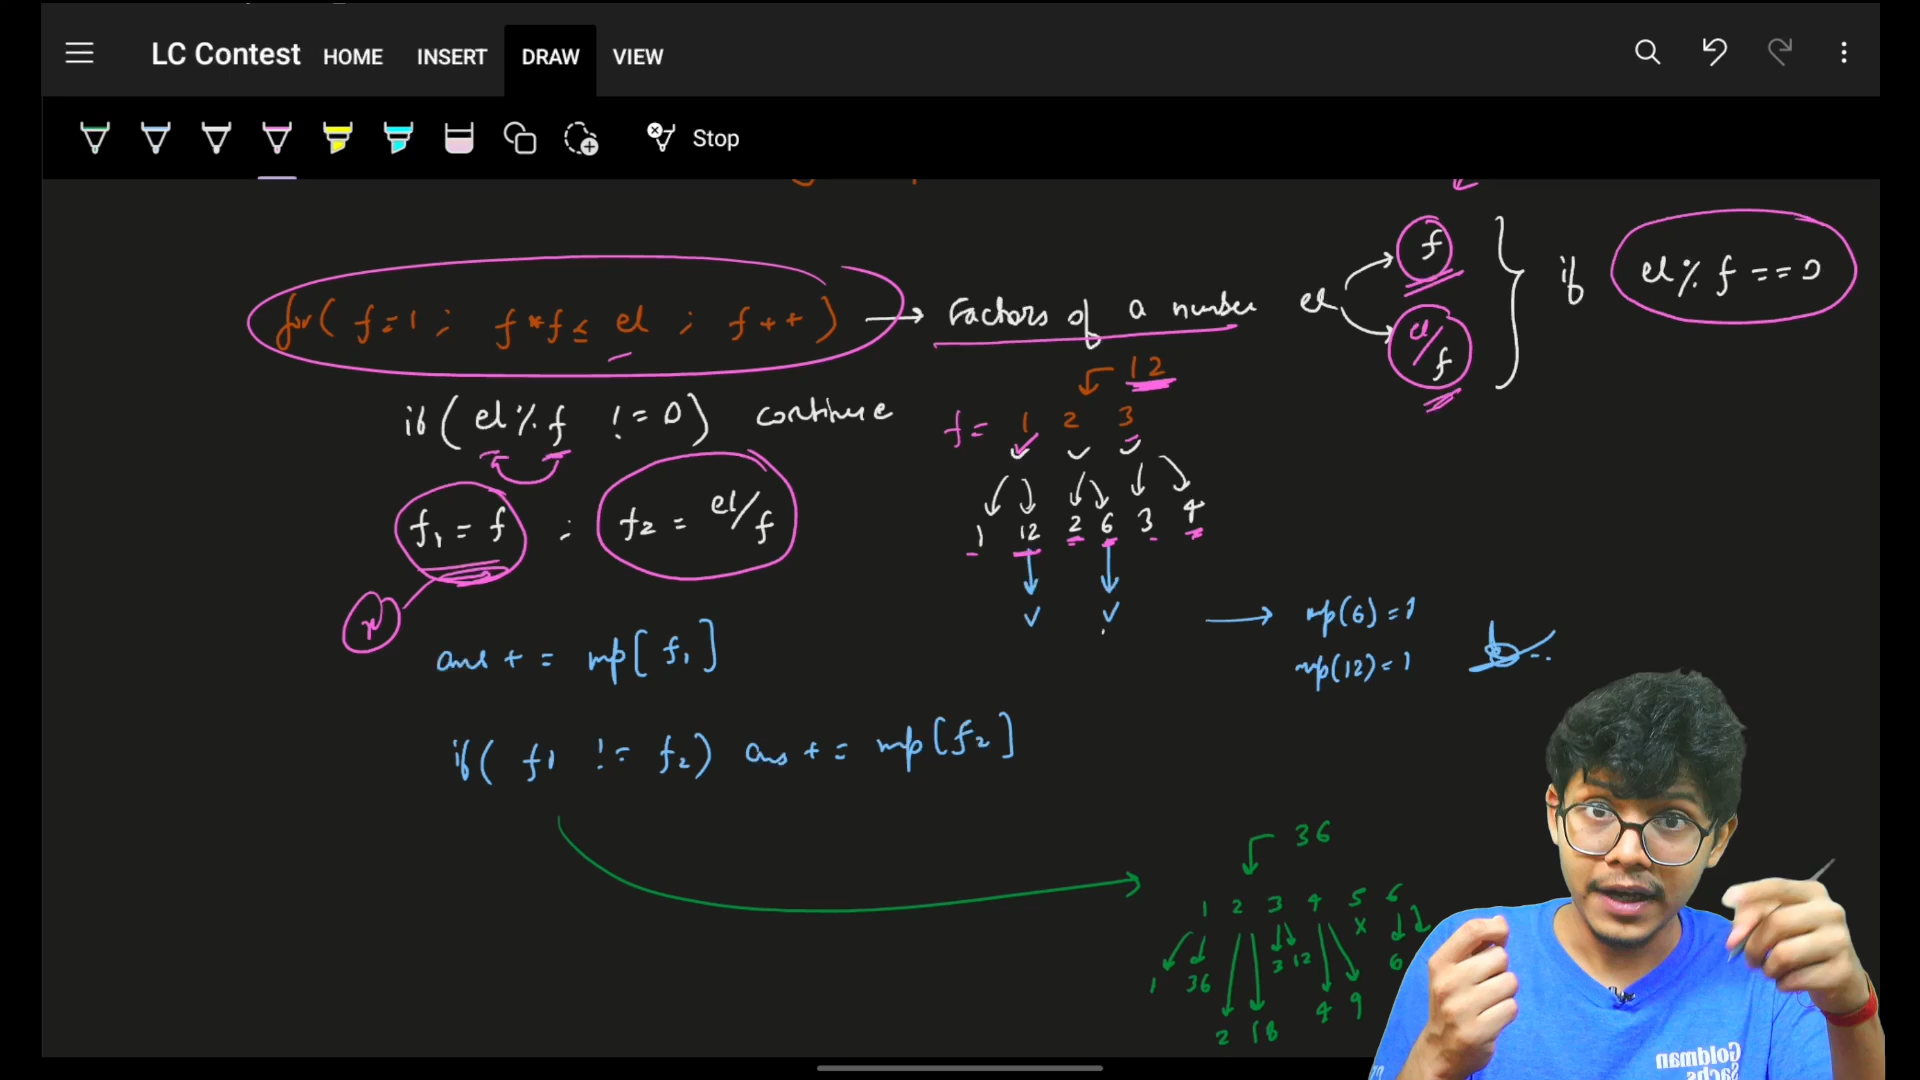 LC Contest HOME INSERT DRAW VIEW
Stop
for( f=1 ; f*f≤ el ; f++ ) → Factors of a number el f el/f } if el% f == 0
12
if( el% f != 0) continue
f= 1 2 3
f1 = f ; f2 = el/f
1 12 2 6 3 4
→ mp(6)=1
mp(12)=1
ans += mp[ f1 ]
if( f1 != f2) ans += mp[f2]
36
1 2 3 4 5 6
x
1 36 3 12 6
2 18 4 9
Goldman
Sachs